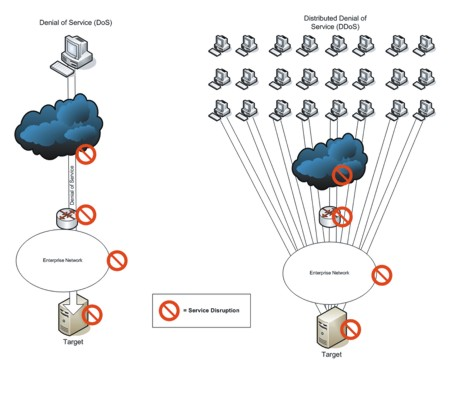 Denial of Service (DoS)
Distributed Denial of
Service (DDoS)
Denial of Service
Enterprise Network
Enterprise Network
= Service Disruption
Target
Target